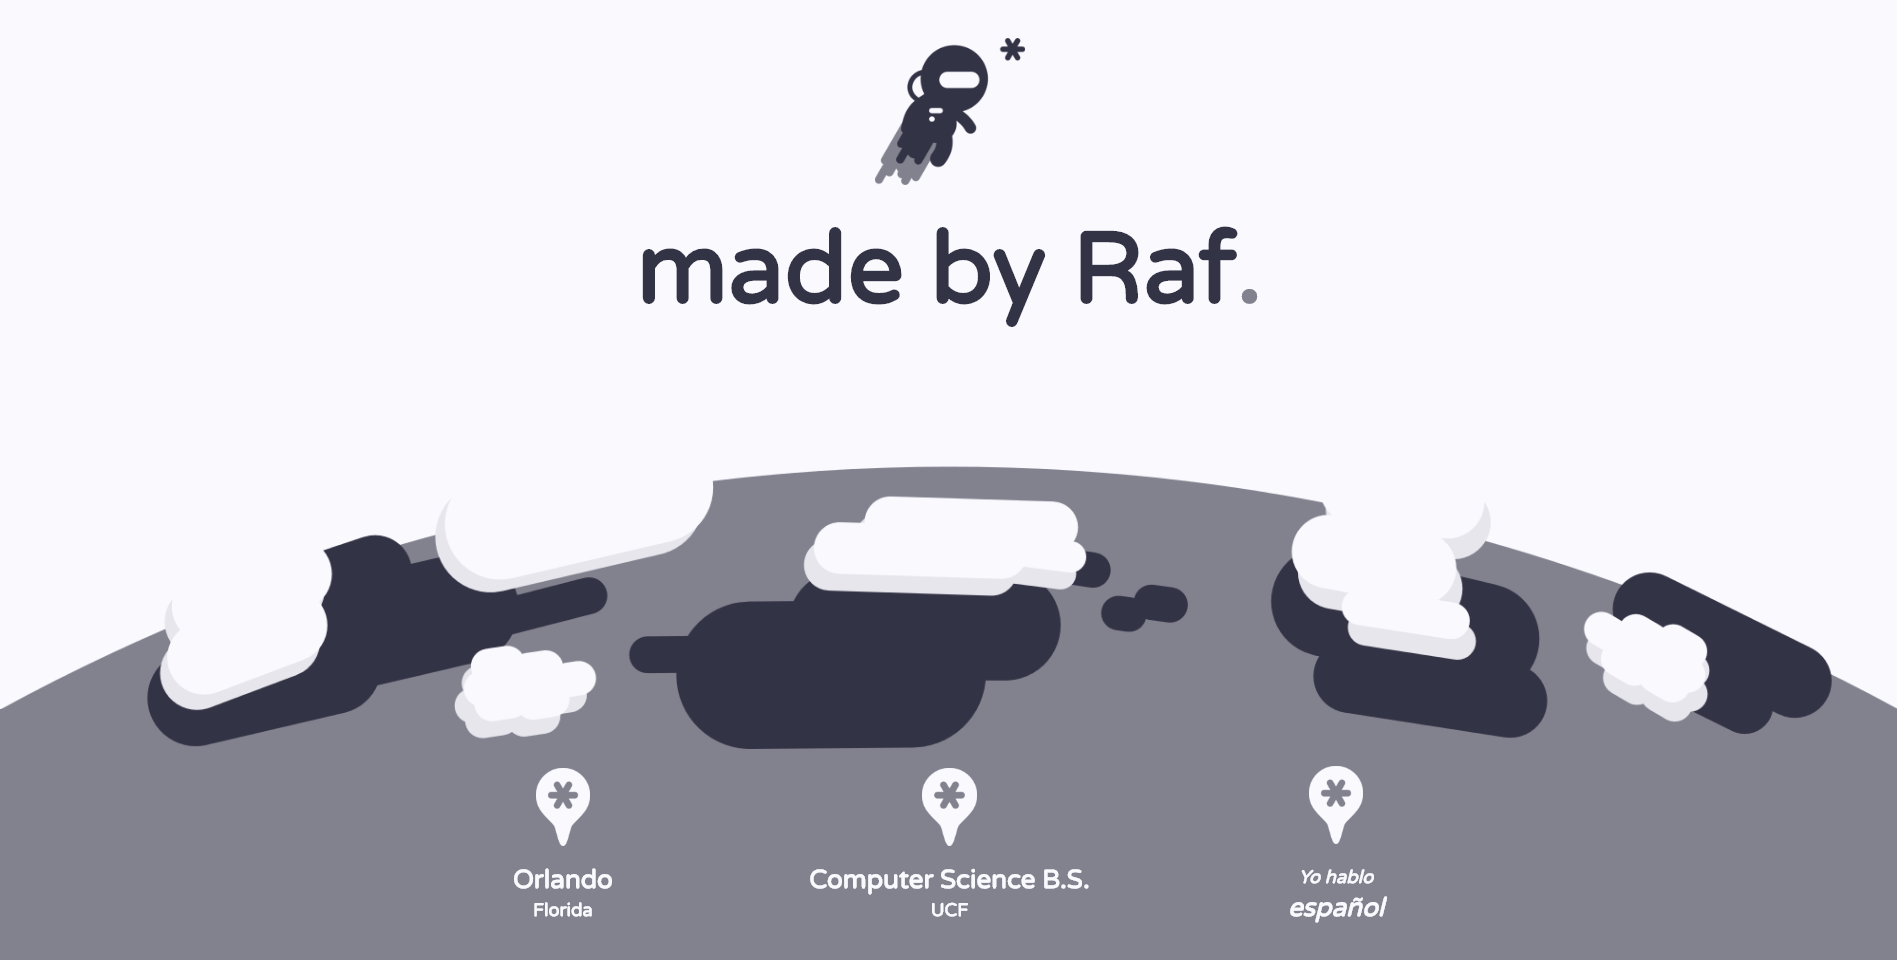 made by Raf.
Orlando
Florida
Computer Science B.S.
UCF
Yo hablo
español